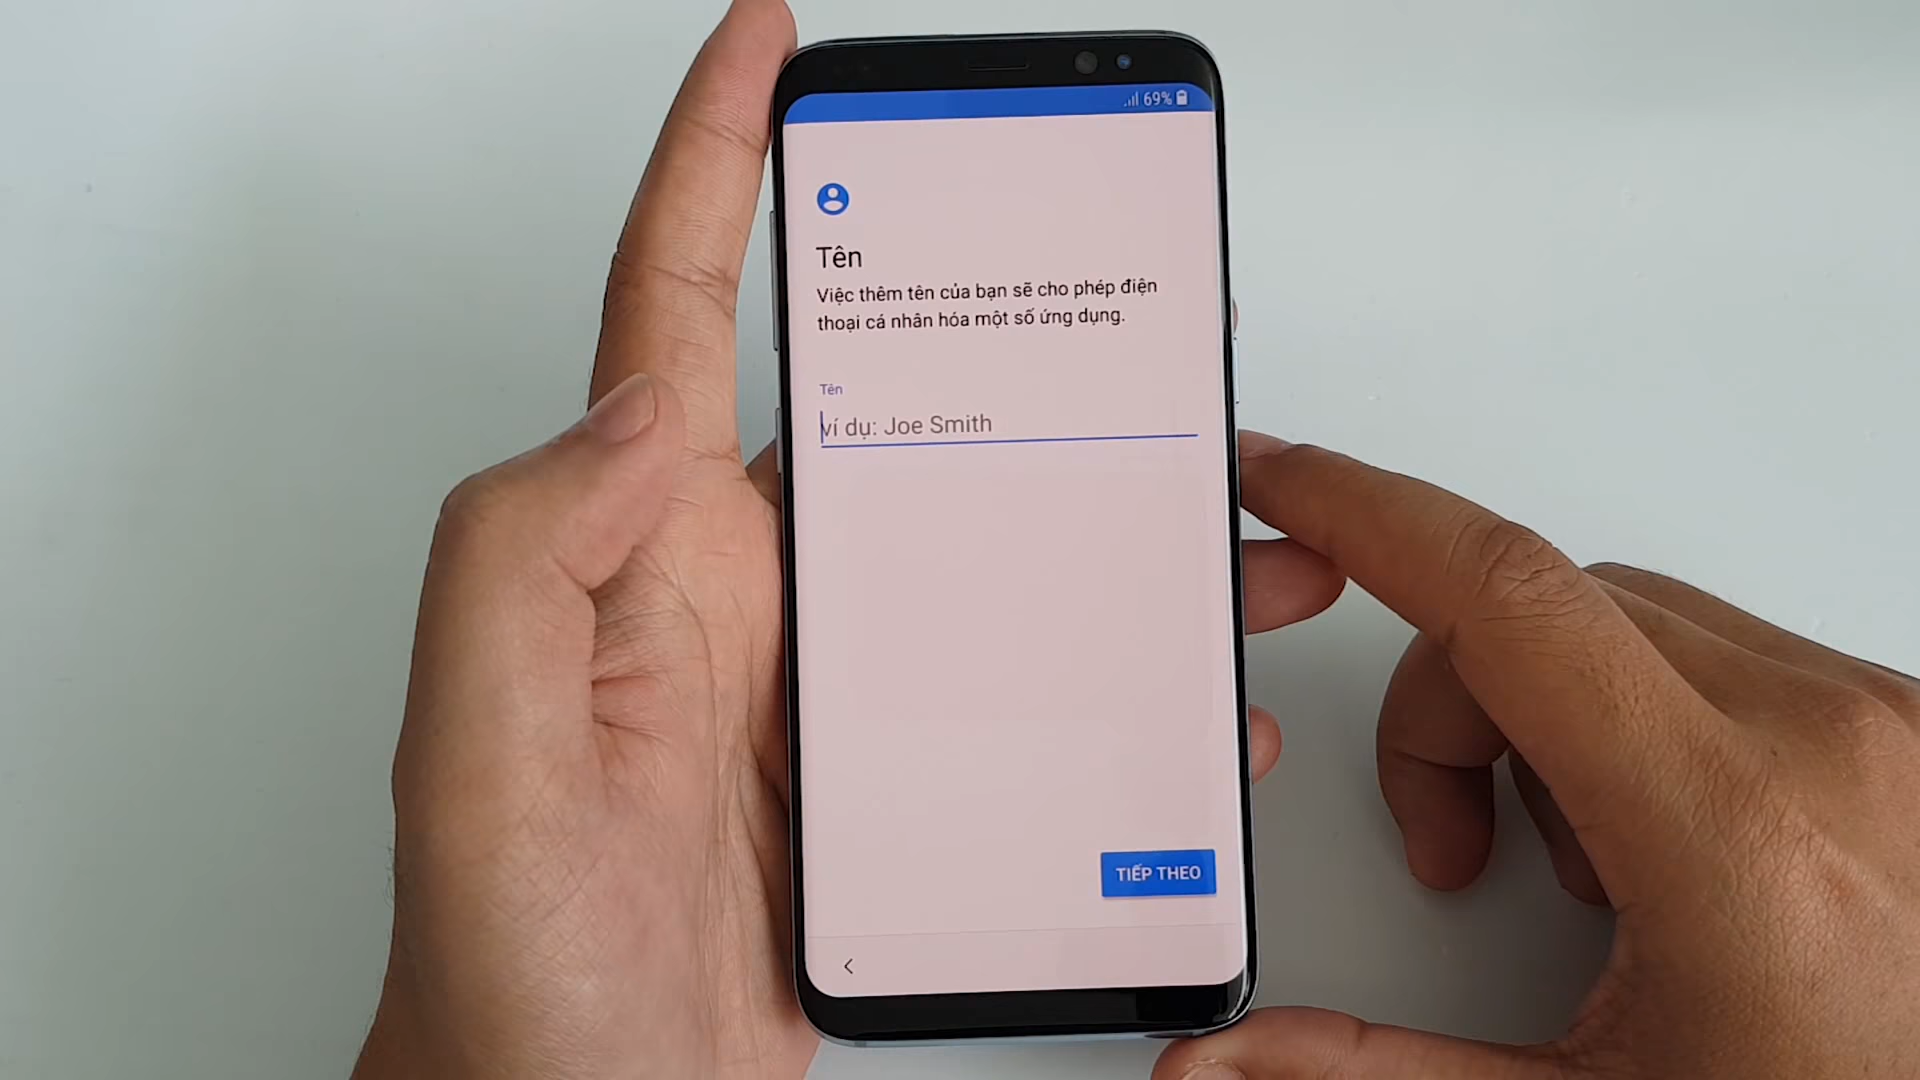 69%
Tên
Việc thêm tên của bạn sẽ cho phép điện
thoại cá nhân hóa một số ứng dụng.
Tên
ví dụ: Joe Smith
TIẾP THEO